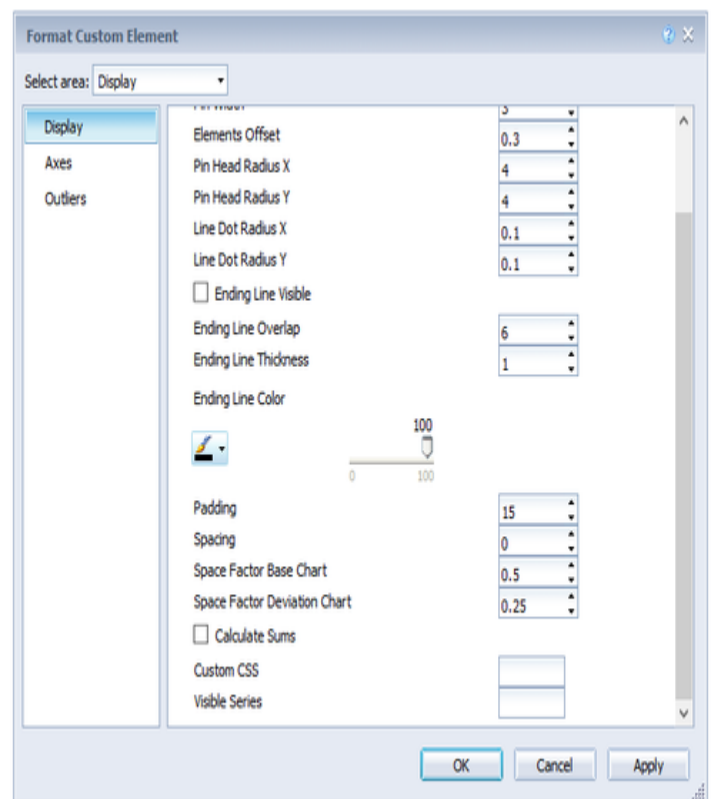 Format Custom Element
Select area: Display
Display
Axes
Outliers
Pin Width 3
Elements Offset 0.3
Pin Head Radius X 4
Pin Head Radius Y 4
Line Dot Radius X 0.1
Line Dot Radius Y 0.1
Ending Line Visible
Ending Line Overlap 6
Ending Line Thickness 1
Ending Line Color
100
0 100
Padding 15
Spacing 0
Space Factor Base Chart 0.5
Space Factor Deviation Chart 0.25
Calculate Sums
Custom CSS
Visible Series
OK Cancel Apply